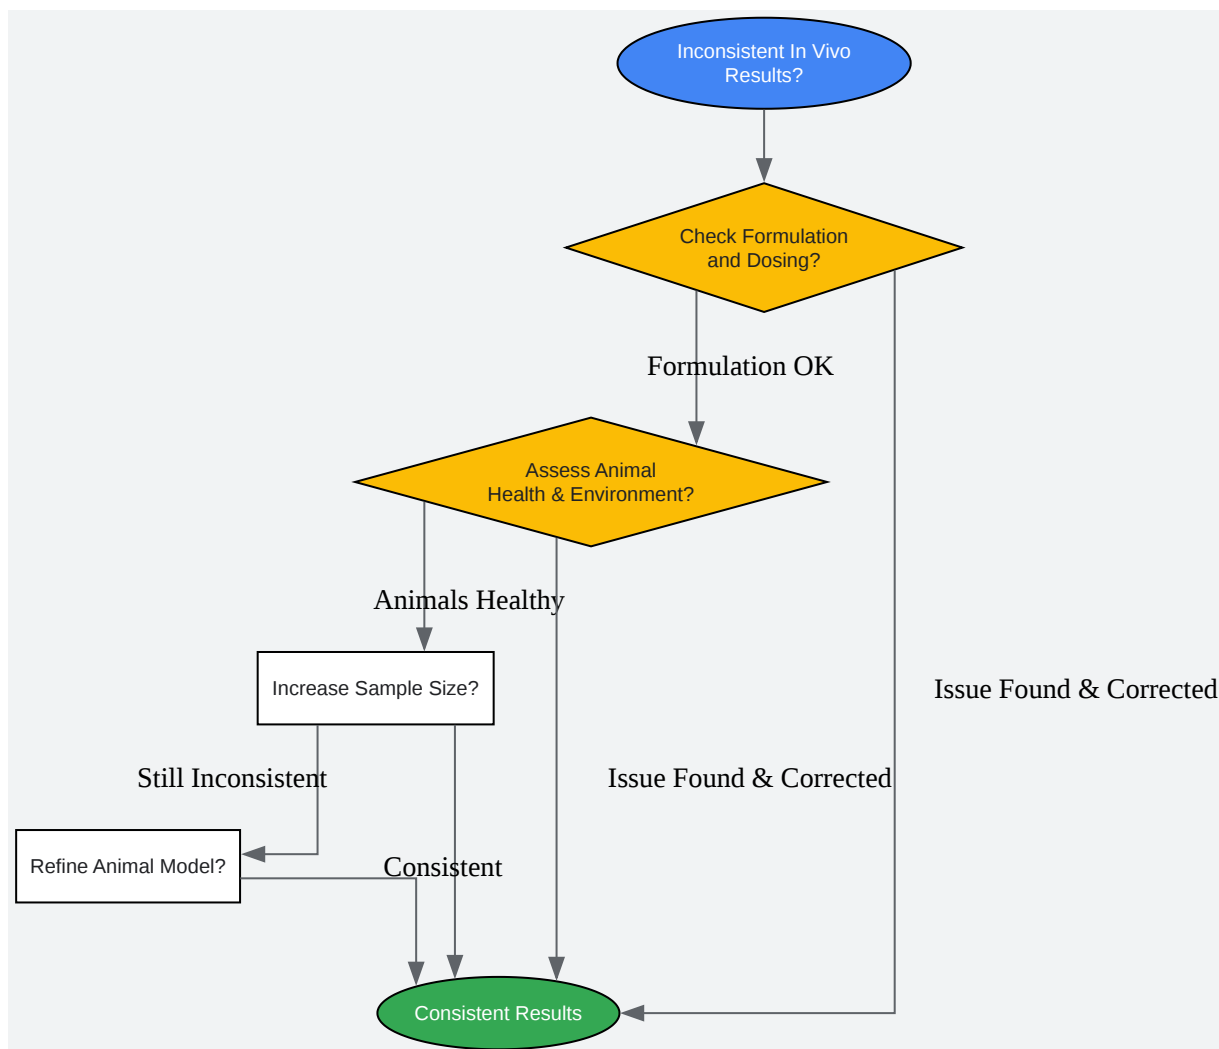 Inconsistent In Vivo
Results?
Check Formulation
and Dosing?
Formulation OK
Assess Animal
Health & Environment?
Animals Healthy
Increase Sample Size?
Issue Found & Corrected
Still Inconsistent
Issue Found & Corrected
Refine Animal Model?
Consistent
Consistent Results